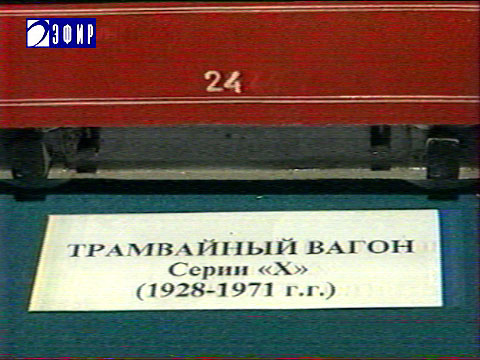 ЭФИР
24
ТРАМВАЙНЫЙ ВАГОН
Серии «Х»
(1928-1971 г.г.)